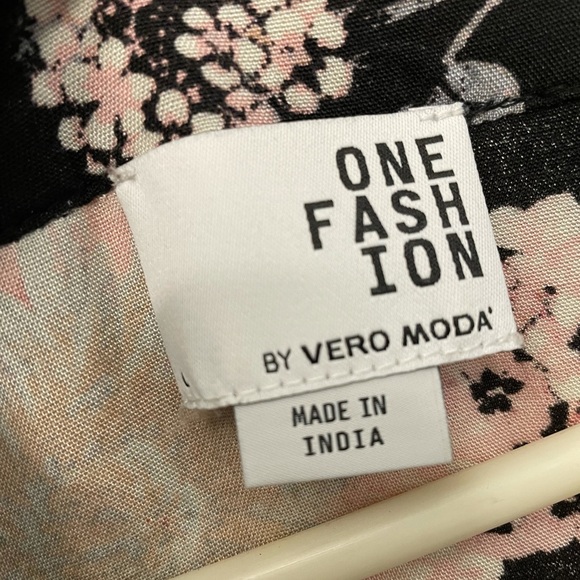 ONE
FASH
ION
BY VERO MODA
MADE IN
INDIA